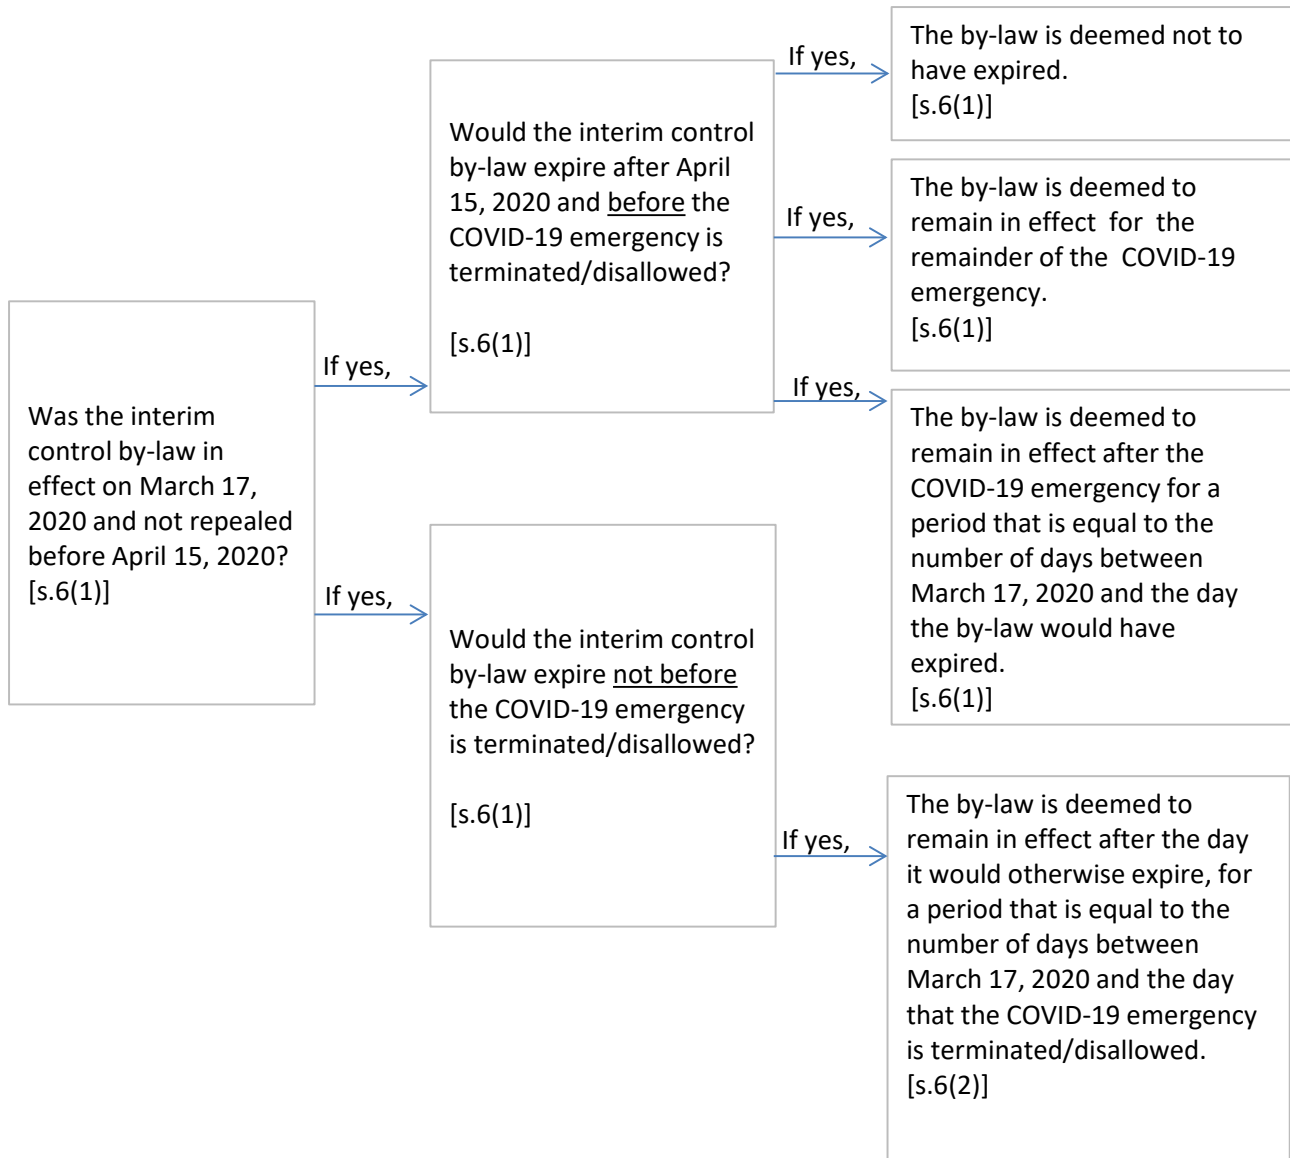 Was the interim
control by-law in
effect on March 17,
2020 and not repealed
before April 15, 2020?
[s.6(1)]
If yes,
If yes,
Would the interim control
by-law expire after April
15, 2020 and before the
COVID-19 emergency is
terminated/disallowed?
[s.6(1)]
If yes,
The by-law is deemed not to
have expired.
[s.6(1)]
If yes,
The by-law is deemed to
remain in effect for the
remainder of the COVID-19
emergency.
[s.6(1)]
If yes,
The by-law is deemed to
remain in effect after the
COVID-19 emergency for a
period that is equal to the
number of days between
March 17, 2020 and the day
the by-law would have
expired.
[s.6(1)]
Would the interim control
by-law expire not before
the COVID-19 emergency
is terminated/disallowed?
[s.6(1)]
If yes,
The by-law is deemed to
remain in effect after the day
it would otherwise expire, for
a period that is equal to the
number of days between
March 17, 2020 and the day
that the COVID-19 emergency
is terminated/disallowed.
[s.6(2)]